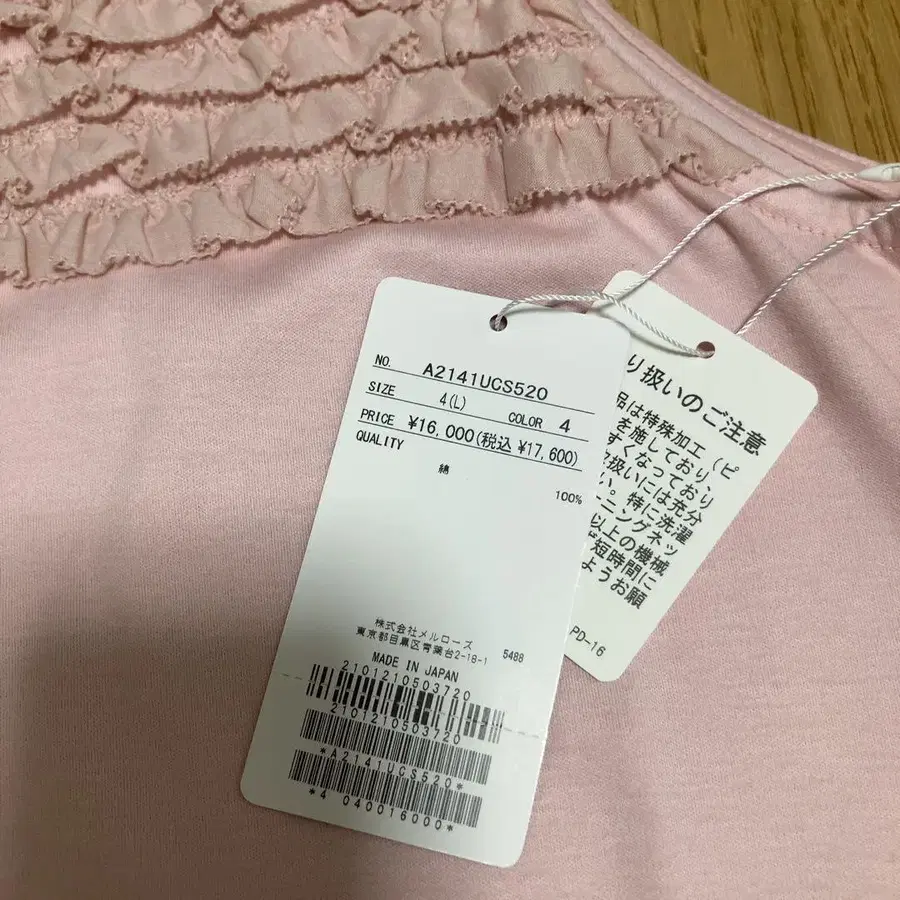 NO. A2141UCS520
SIZE 4(L) COLOR 4
PRICE ¥16,000(税込 ¥17,600)
QUALITY
綿 100%
株式会社メルローズ
東京都目黒区青葉台2-18-1 5488
MADE IN JAPAN
2101210503720
2101210503720
*A2141UCS520*
*4 040016000*
り扱いのご注意
品は特殊加工（ピ
を施しており、
すくなっており
扱いには充分
い。特に洗濯
ーニングネッ
以上の機械
短時間に
ようお願
PD-16